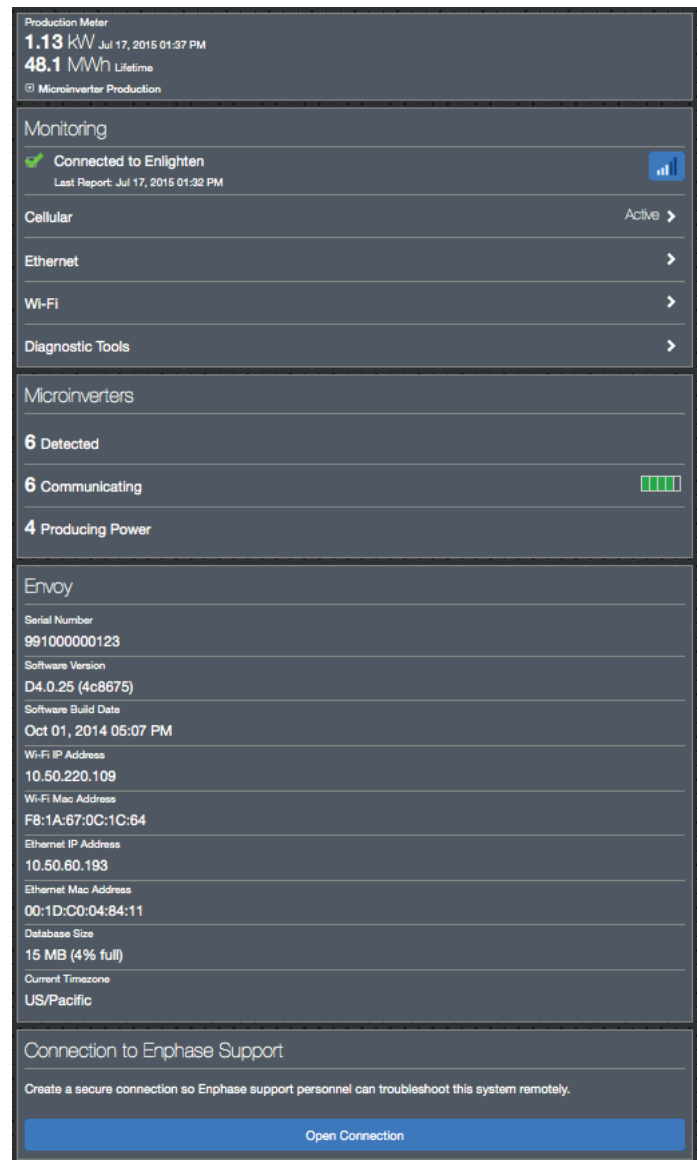 Production Meter
1.13 kW Jul 17, 2015 01:37 PM
48.1 MWh Lifetime
Microinverter Production
Monitoring
Connected to Enlighten
Last Report: Jul 17, 2015 01:32 PM
Cellular Active
Ethernet
Wi-Fi
Diagnostic Tools
Microinverters
6 Detected
6 Communicating
4 Producing Power
Envoy
Serial Number
991000000123
Software Version
D4.0.25 (4c8675)
Software Build Date
Oct 01, 2014 05:07 PM
Wi-Fi IP Address
10.50.220.109
Wi-Fi Mac Address
F8:1A:67:0C:1C:64
Ethernet IP Address
10.50.60.193
Ethernet Mac Address
00:1D:C0:04:84:11
Database Size
15 MB (4% full)
Current Timezone
US/Pacific
Connection to Enphase Support
Create a secure connection so Enphase support personnel can troubleshoot this system remotely.
Open Connection